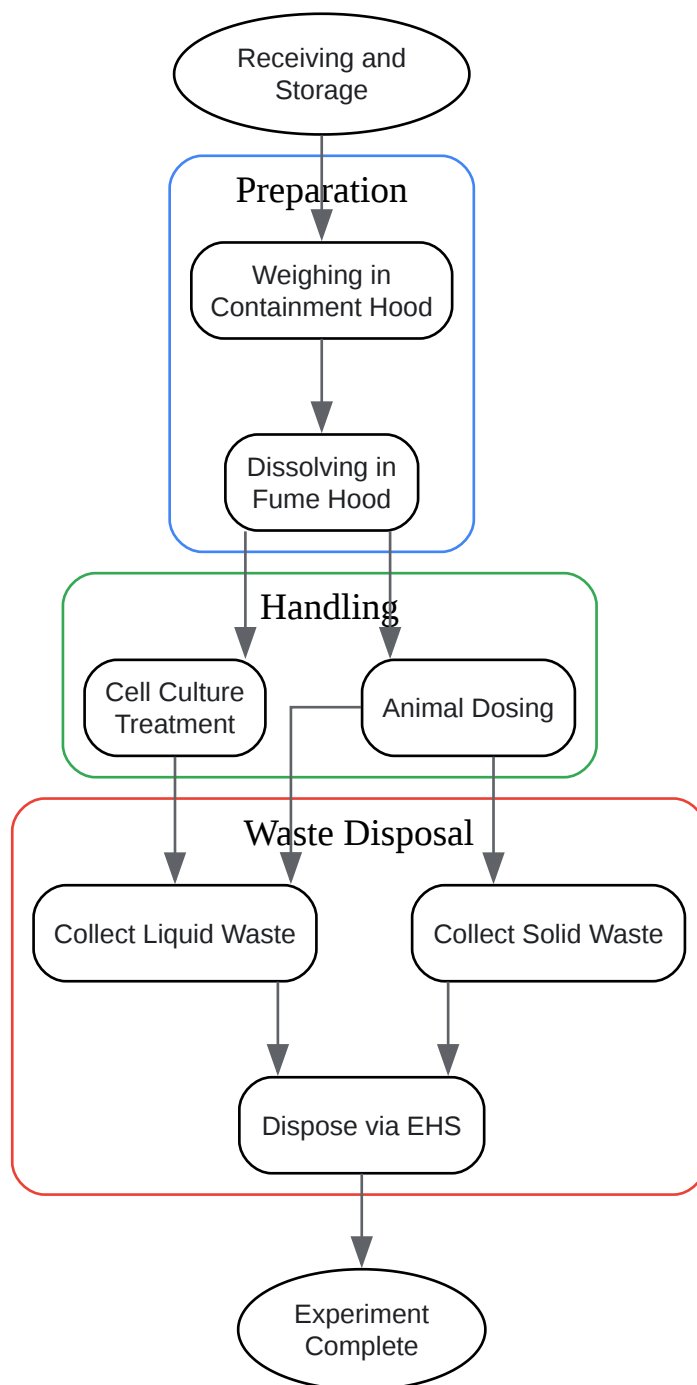 Receiving and
Storage
Preparation
Weighing in
Containment Hood
Dissolving in
Fume Hood
Handling
Cell Culture
Treatment
Animal Dosing
Waste Disposal
Collect Liquid Waste
Collect Solid Waste
Dispose via EHS
Experiment
Complete